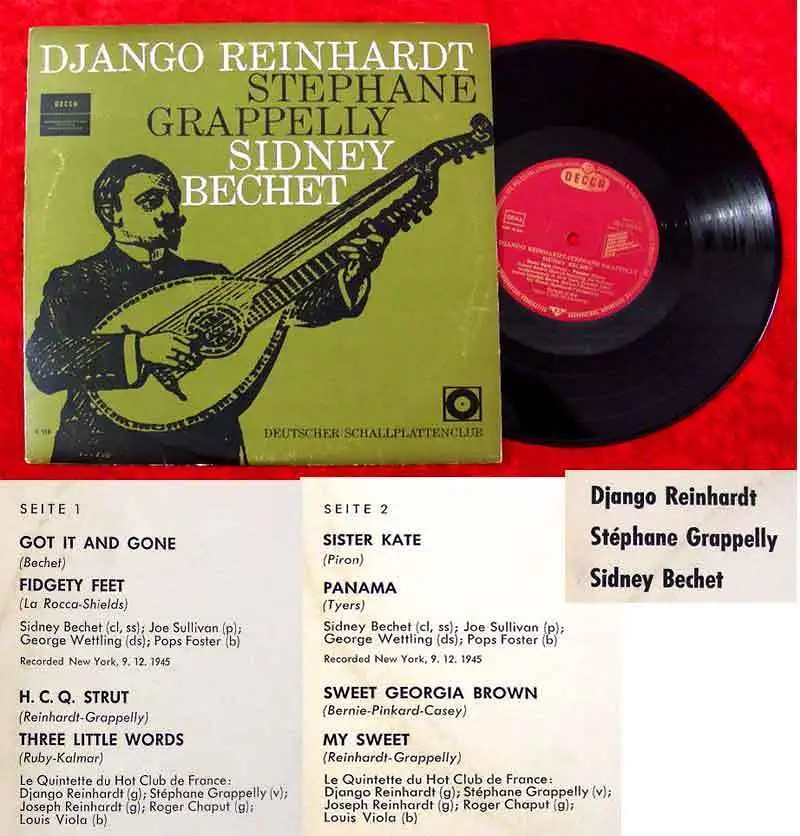 DJANGO REINHARDT
STEPHANE
GRAPPELLY
SIDNEY
BECHET
DECCA
DEUTSCHER SCHALLPLATTENCLUB
DECCA
DJANGO REINHARDT-STEPHANE GRAPPELLY
SIDNEY BECHET
SEITE 1
GOT IT AND GONE
(Bechet)
FIDGETY FEET
(La Rocca-Shields)
Sidney Bechet (cl, ss); Joe Sullivan (p);
George Wettling (ds); Pops Foster (b)
Recorded New York, 9. 12. 1945
H. C. Q. STRUT
(Reinhardt-Grappelly)
THREE LITTLE WORDS
(Ruby-Kalmar)
Le Quintette du Hot Club de France:
Django Reinhardt (g); Stéphane Grappelly (v);
Joseph Reinhardt (g); Roger Chaput (g);
Louis Viola (b)
SEITE 2
SISTER KATE
(Piron)
PANAMA
(Tyers)
Sidney Bechet (cl, ss); Joe Sullivan (p);
George Wettling (ds); Pops Foster (b)
Recorded New York, 9. 12. 1945
SWEET GEORGIA BROWN
(Bernie-Pinkard-Casey)
MY SWEET
(Reinhardt-Grappelly)
Le Quintette du Hot Club de France:
Django Reinhardt (g); Stéphane Grappelly (v);
Joseph Reinhardt (g); Roger Chaput (g);
Louis Viola (b)
Django Reinhardt
Stéphane Grappelly
Sidney Bechet